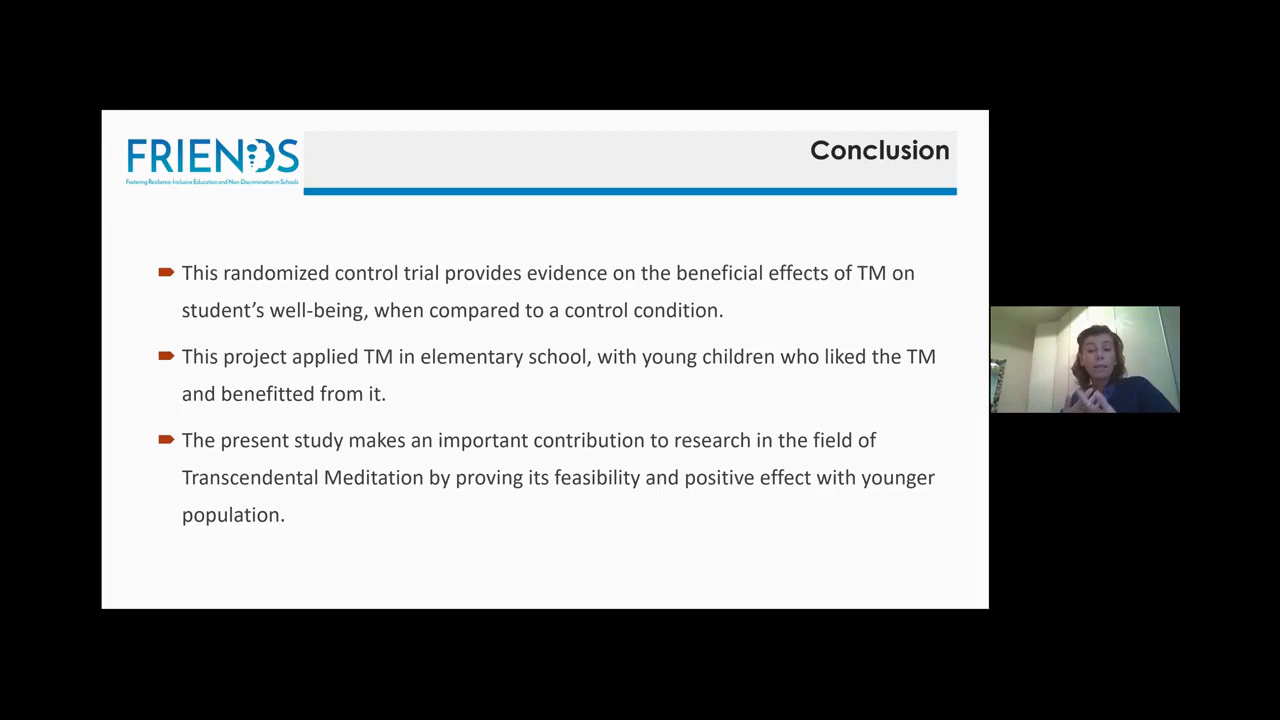 FRIENDS
Fostering Resilience-Inclusive Education and Non-Discrimination in Schools
Conclusion
This randomized control trial provides evidence on the beneficial effects of TM on
student’s well-being, when compared to a control condition.
This project applied TM in elementary school, with young children who liked the TM
and benefitted from it.
The present study makes an important contribution to research in the field of
Transcendental Meditation by proving its feasibility and positive effect with younger
population.